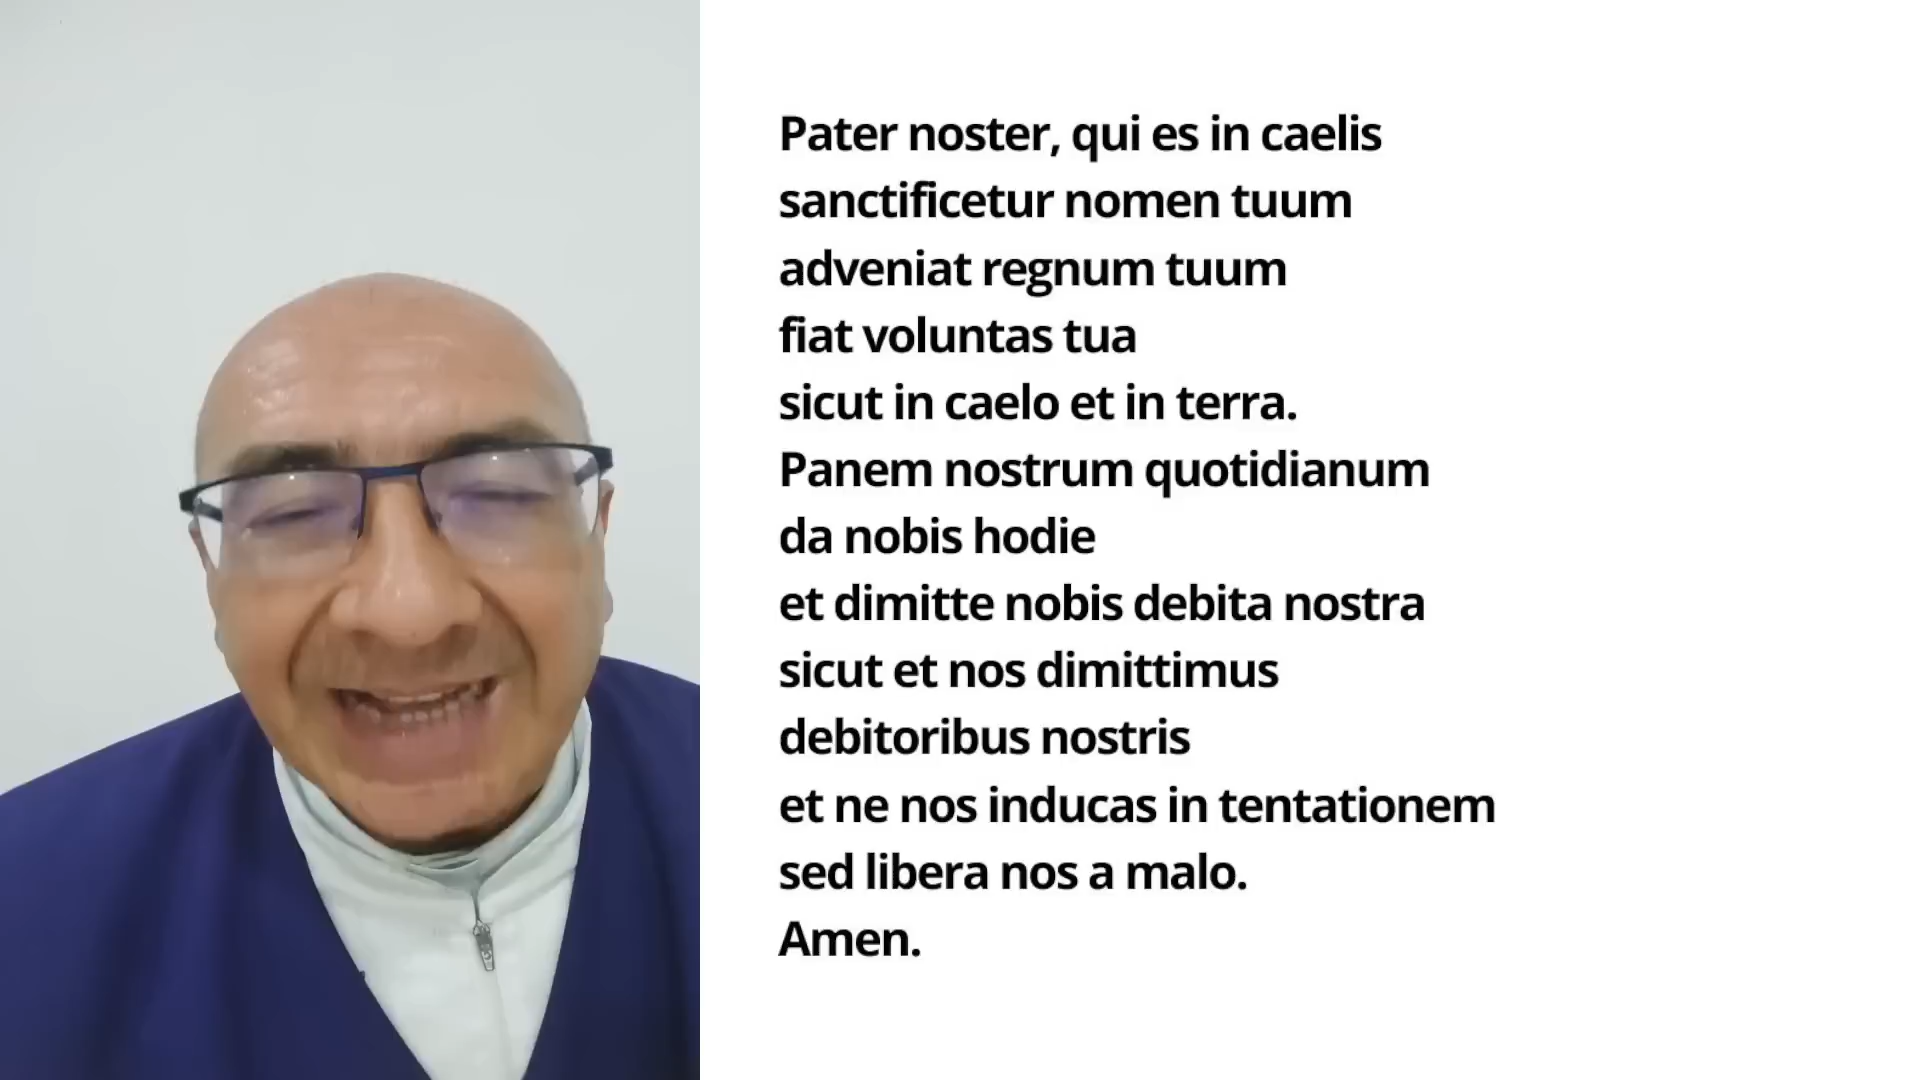 Pater noster, qui es in caelis
sanctificetur nomen tuum
adveniat regnum tuum
fiat voluntas tua
sicut in caelo et in terra.
Panem nostrum quotidianum
da nobis hodie
et dimitte nobis debita nostra
sicut et nos dimittimus
debitoribus nostris
et ne nos inducas in tentationem
sed libera nos a malo.
Amen.